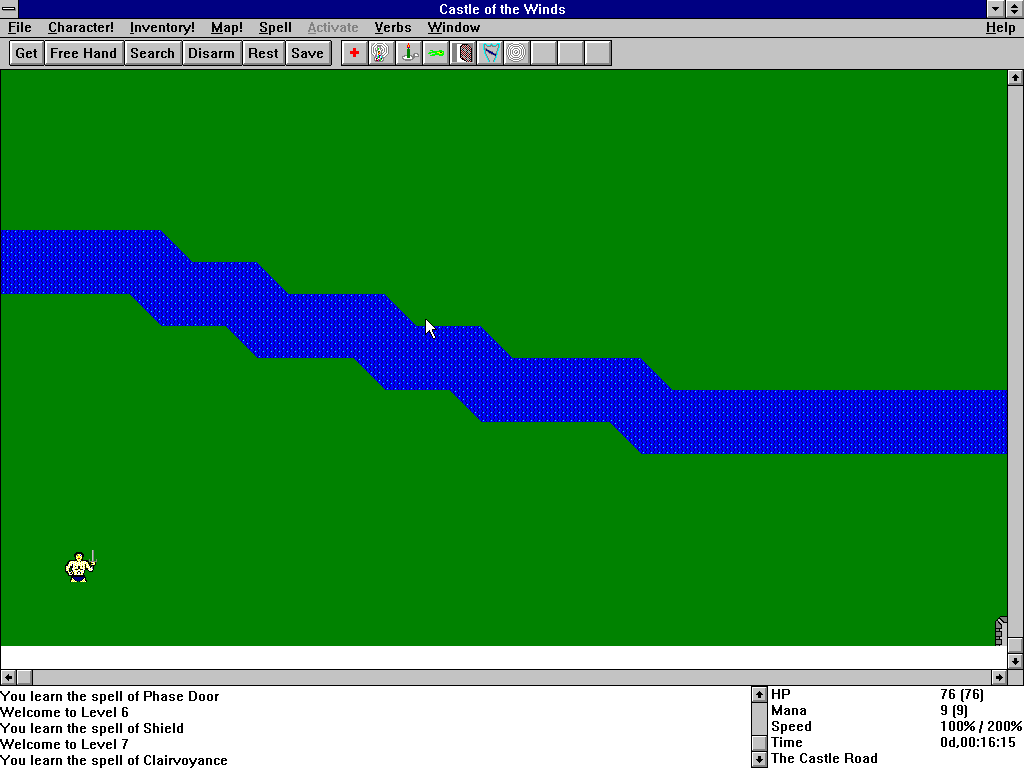 Castle of the Winds
File Character! Inventory! Map! Spell Activate Verbs Window Help
Get Free Hand Search Disarm Rest Save
You learn the spell of Phase Door
Welcome to Level 6
You learn the spell of Shield
Welcome to Level 7
You learn the spell of Clairvoyance
HP 76 (76)
Mana 9 (9)
Speed 100% / 200%
Time 0d,00:16:15
The Castle Road